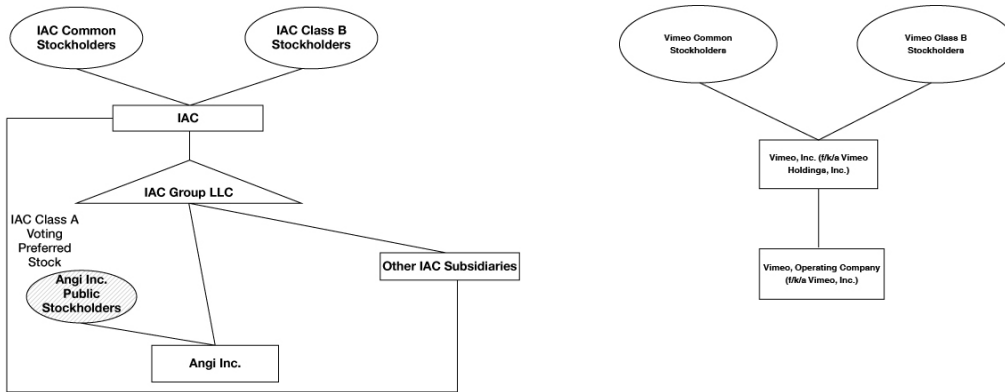 IAC Common
Stockholders
IAC Class B
Stockholders
IAC
IAC Group LLC
IAC Class A
Voting
Preferred
Stock
Angi Inc.
Public
Stockholders
Other IAC Subsidiaries
Angi Inc.
Vimeo Common
Stockholders
Vimeo Class B
Stockholders
Vimeo, Inc. (f/k/a Vimeo
Holdings, Inc.)
Vimeo, Operating Company
(f/k/a Vimeo, Inc.)